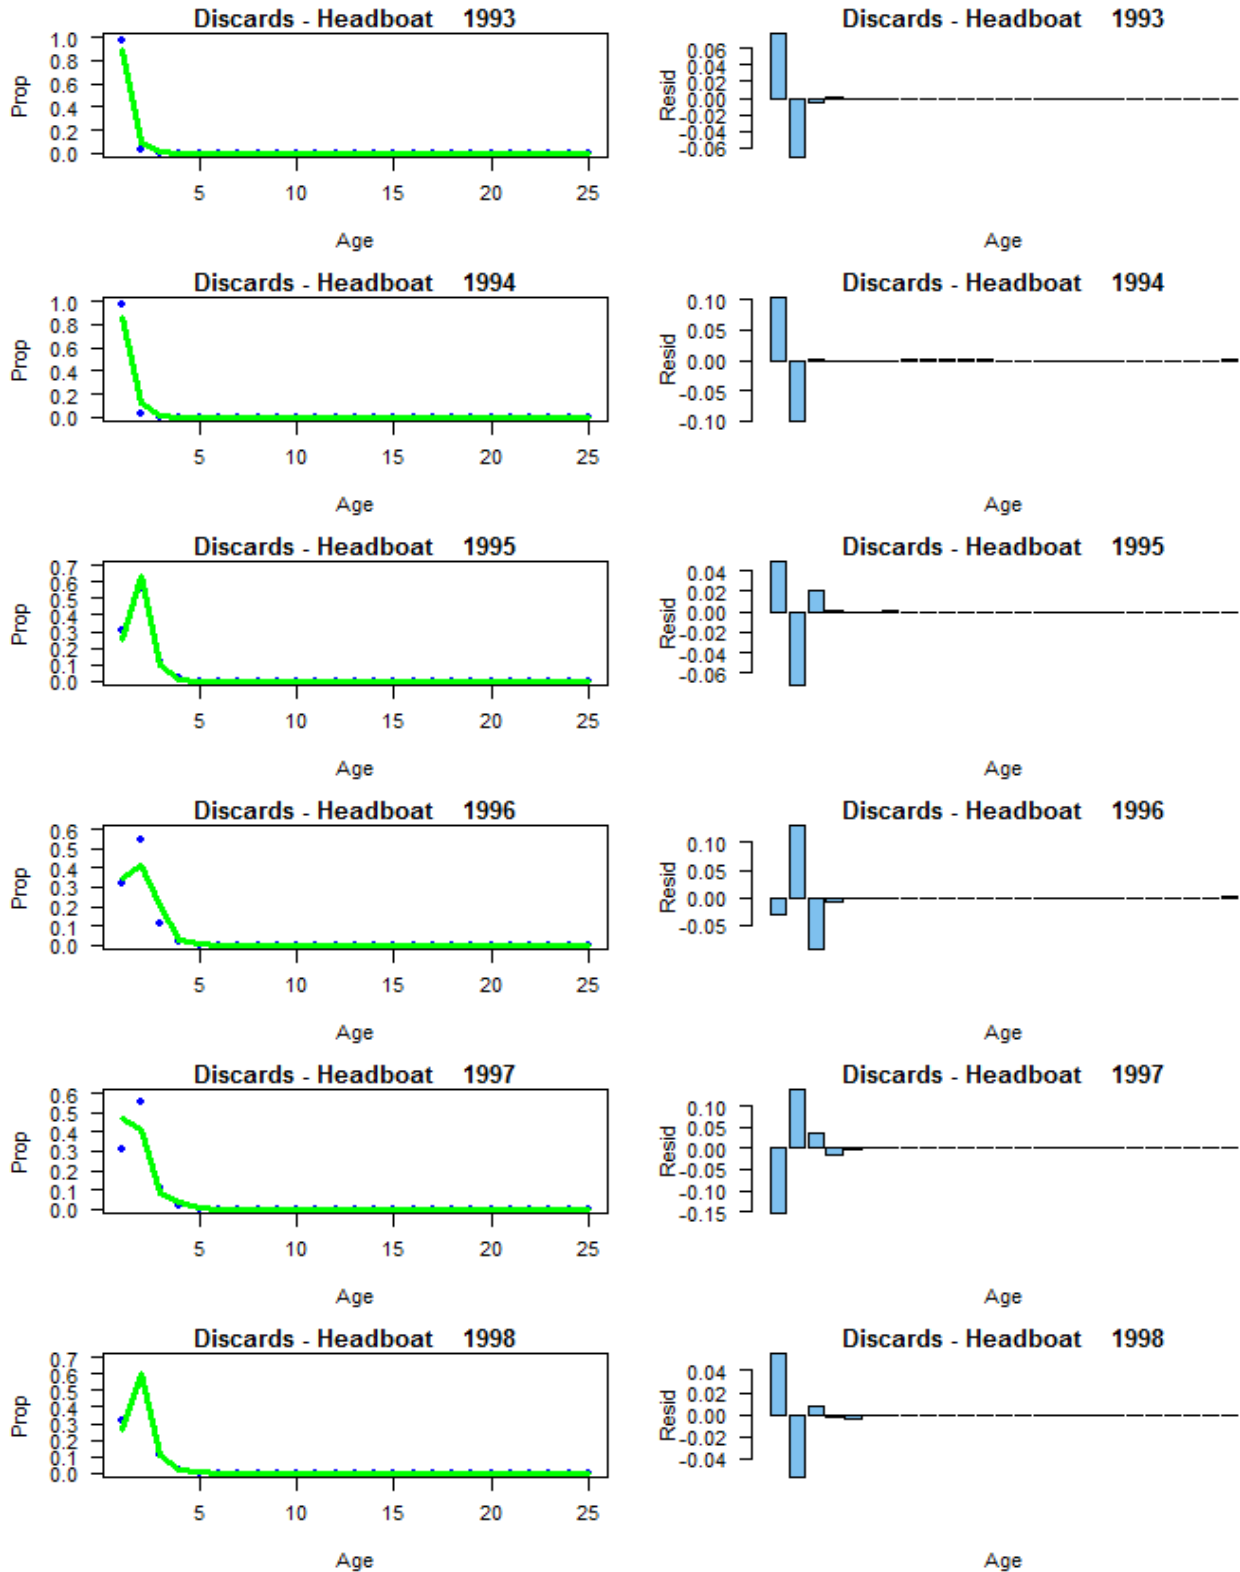 Discards - Headboat 1993
Prop
1.0
0.8
0.6
0.4
0.2
0.0
5 10 15 20 25
Age
Discards - Headboat 1993
Resid
0.06
0.04
0.02
0.00
-0.02
-0.04
-0.06
Age
Discards - Headboat 1994
Prop
1.0
0.8
0.6
0.4
0.2
0.0
5 10 15 20 25
Age
Discards - Headboat 1994
Resid
0.10
0.05
0.00
-0.05
-0.10
Age
Discards - Headboat 1995
Prop
0.7
0.6
0.5
0.4
0.3
0.2
0.1
0.0
5 10 15 20 25
Age
Discards - Headboat 1995
Resid
0.04
0.02
0.00
-0.02
-0.04
-0.06
Age
Discards - Headboat 1996
Prop
0.6
0.5
0.4
0.3
0.2
0.1
0.0
5 10 15 20 25
Age
Discards - Headboat 1996
Resid
0.10
0.05
0.00
-0.05
Age
Discards - Headboat 1997
Prop
0.6
0.5
0.4
0.3
0.2
0.1
0.0
5 10 15 20 25
Age
Discards - Headboat 1997
Resid
0.10
0.05
0.00
-0.05
-0.10
-0.15
Age
Discards - Headboat 1998
Prop
0.7
0.6
0.5
0.4
0.3
0.2
0.1
0.0
5 10 15 20 25
Age
Discards - Headboat 1998
Resid
0.04
0.02
0.00
-0.02
-0.04
Age